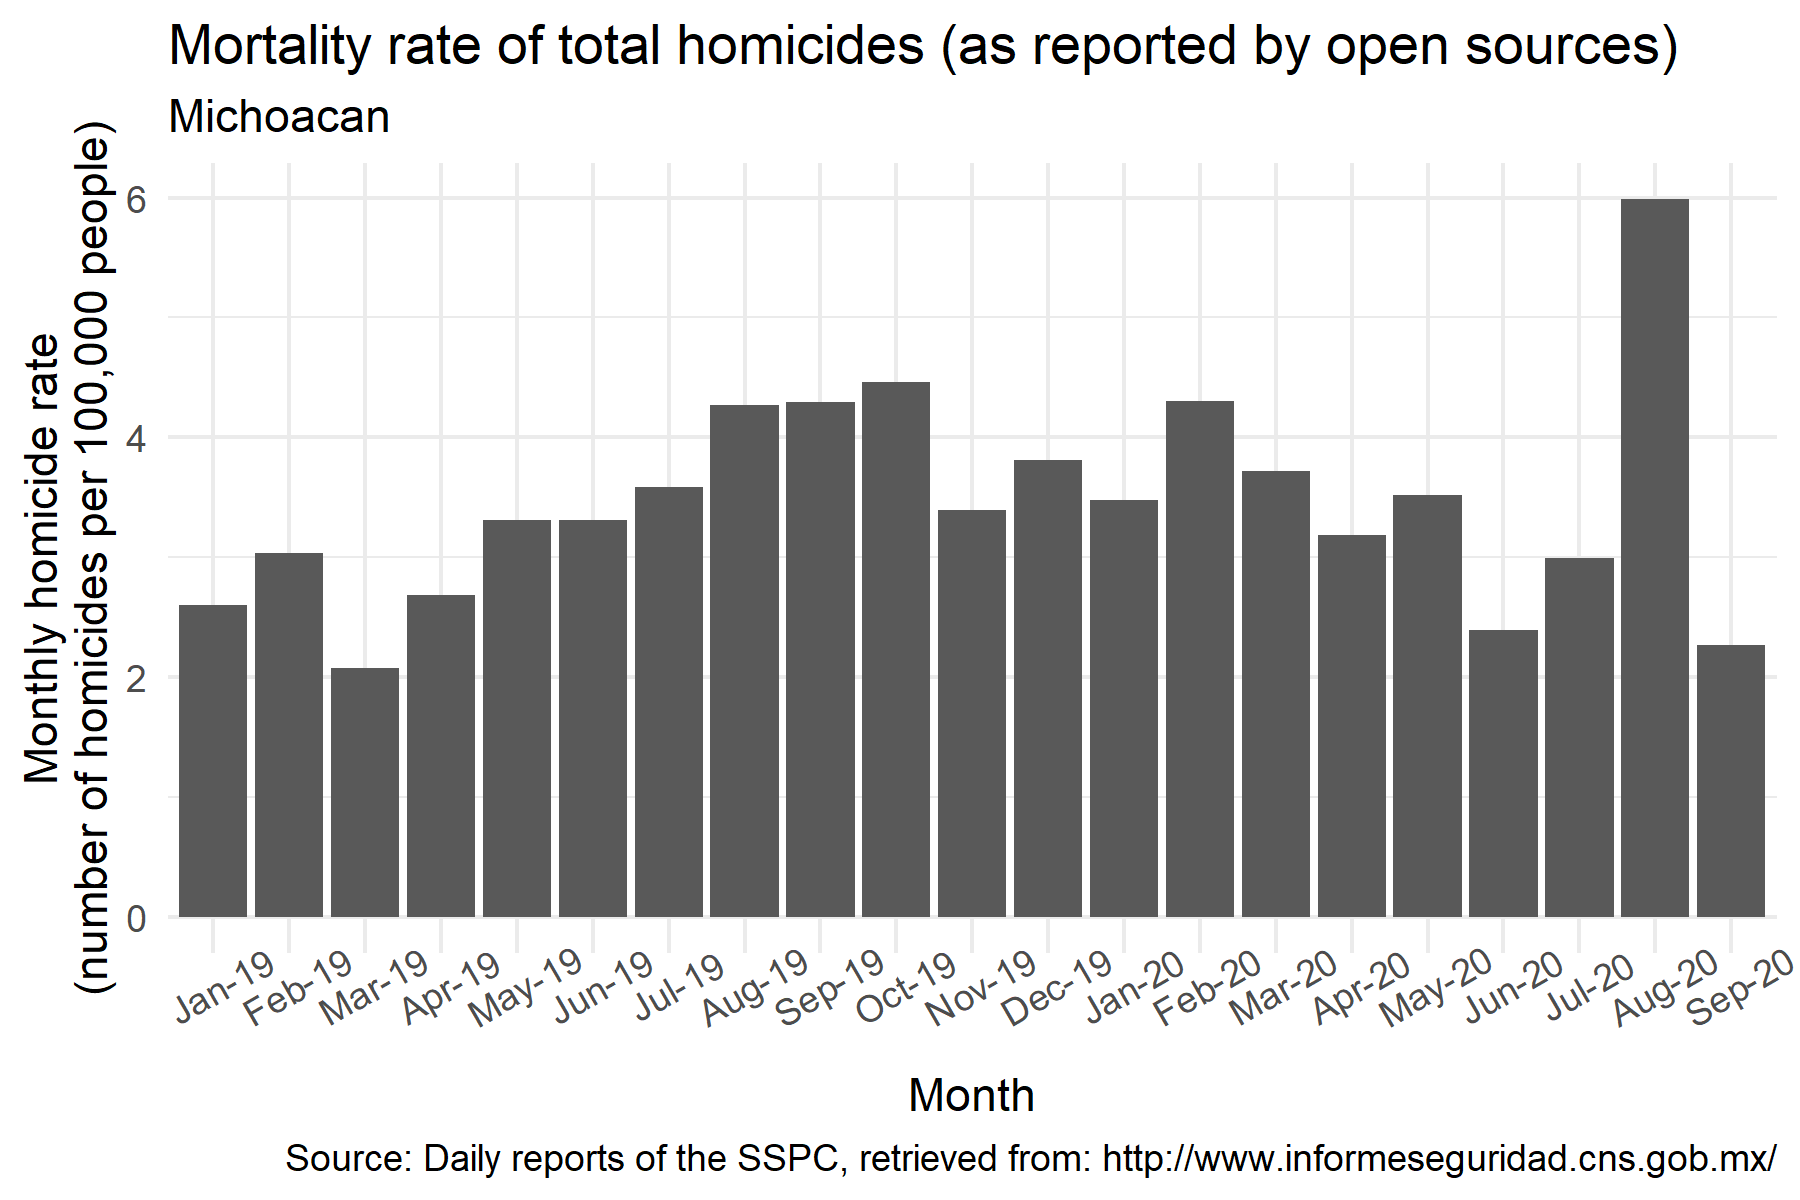 Mortality rate of total homicides (as reported by open sources)
Michoacan
Monthly homicide rate
(number of homicides per 100,000 people)
6
4
2
0
Jan-19
Feb-19
Mar-19
Apr-19
May-19
Jun-19
Jul-19
Aug-19
Sep-19
Oct-19
Nov-19
Dec-19
Jan-20
Feb-20
Mar-20
Apr-20
May-20
Jun-20
Jul-20
Aug-20
Sep-20
Month
Source: Daily reports of the SSPC, retrieved from: http://www.informeseguridad.cns.gob.mx/